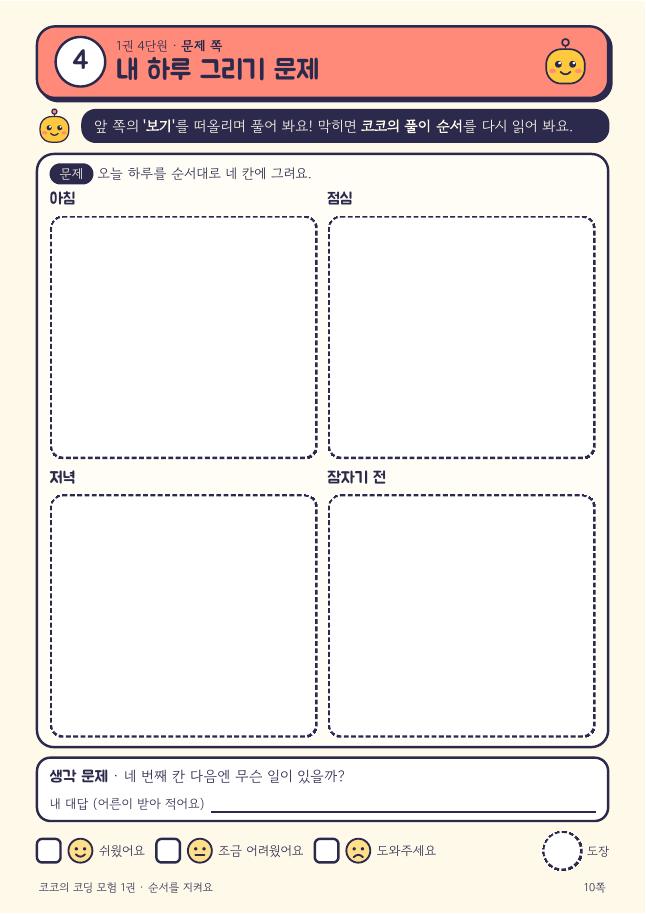 4
1권 4단원 · 문제 쪽
내 하루 그리기 문제
앞 쪽의 '보기'를 떠올리며 풀어 봐요! 막히면 코코의 풀이 순서를 다시 읽어 봐요.
문제 오늘 하루를 순서대로 네 칸에 그려요.
아침 점심
저녁 잠자기 전
생각 문제 · 네 번째 칸 다음엔 무슨 일이 있을까?
내 대답 (어른이 받아 적어요)
쉬웠어요 조금 어려웠어요 도와주세요 도장
코코의 코딩 모험 1권 · 순서를 지켜요 10쪽